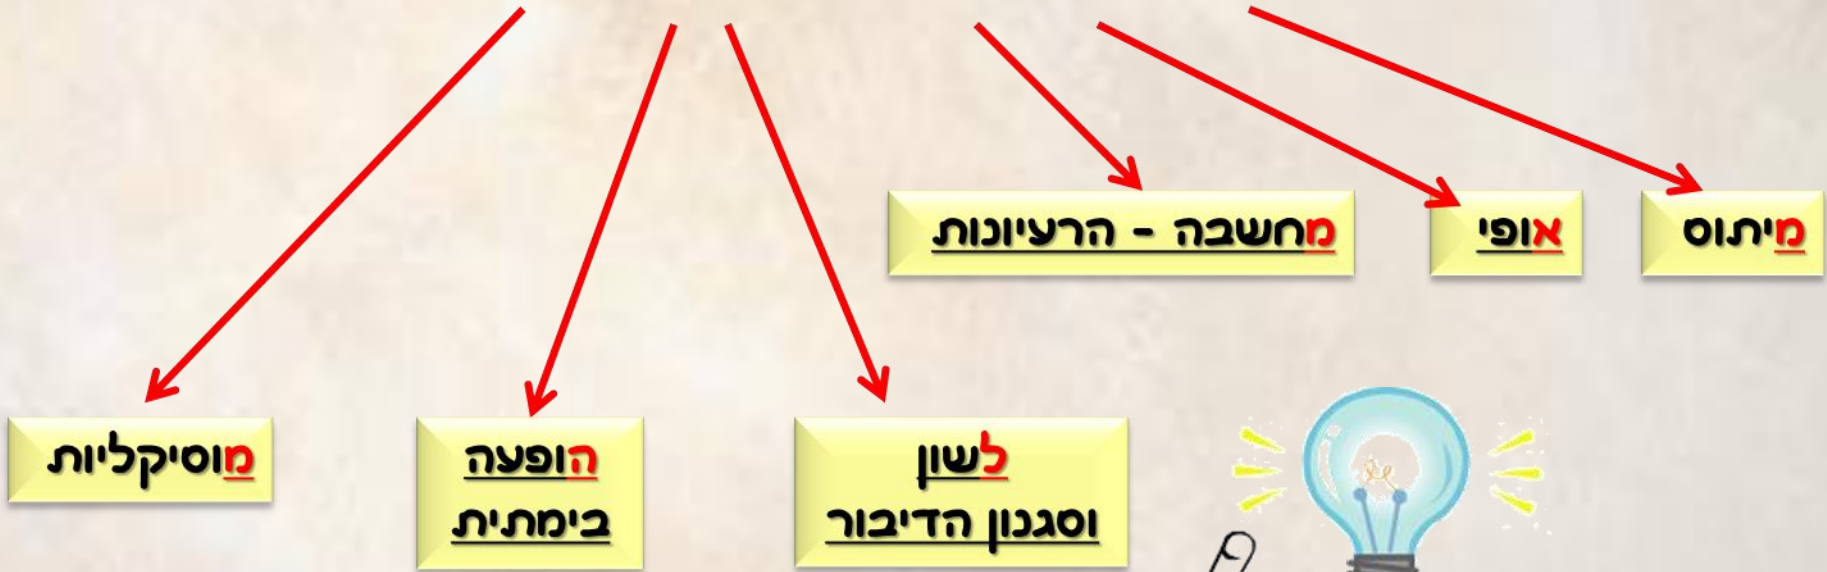 מיתוס
אופי
מחשבה - הרעיונות
לשון
וסגנון הדיבור
הופעה
בימתית
מוסיקליות